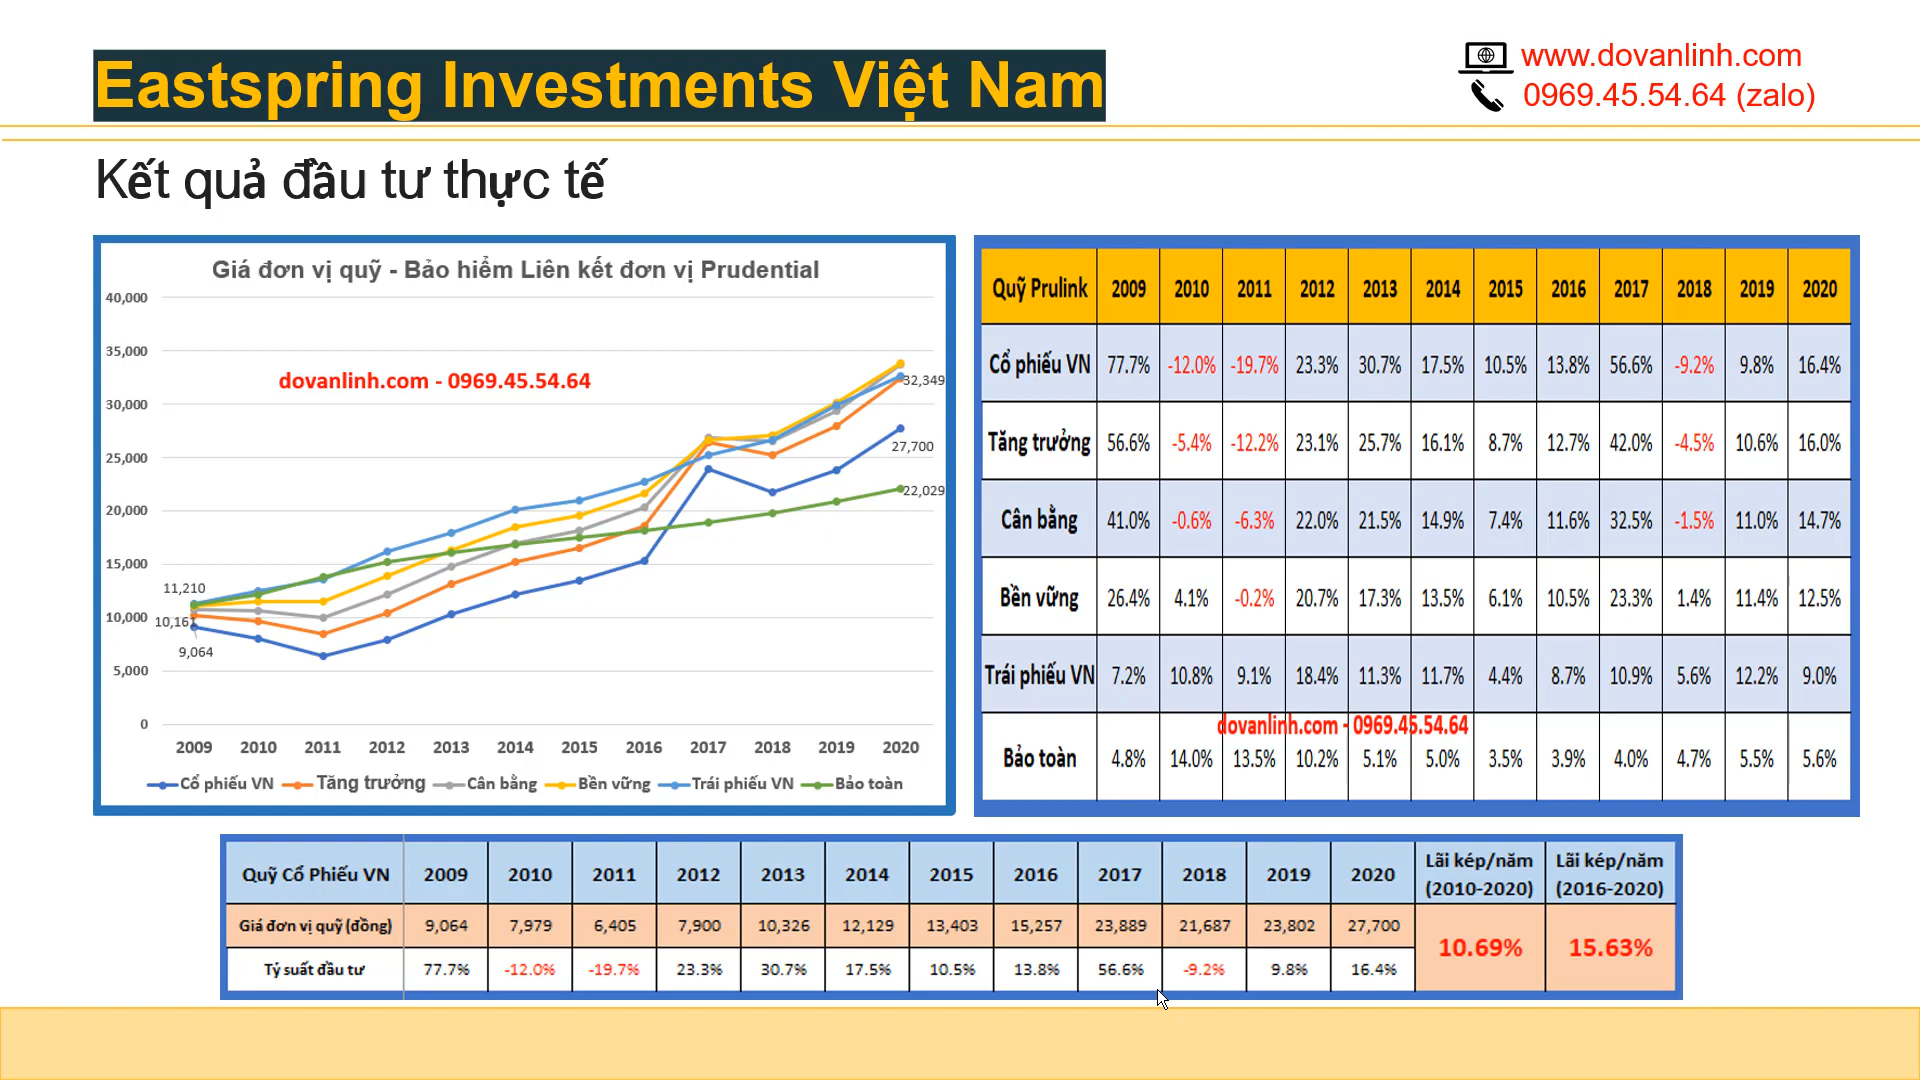 Eastspring Investments Việt Nam
www.dovanlinh.com
0969.45.54.64 (zalo)
Kết quả đầu tư thực tế
Giá đơn vị quỹ - Bảo hiểm Liên kết đơn vị Prudential
40,000
35,000
30,000
25,000
20,000
15,000
10,000
5,000
0
dovanlinh.com - 0969.45.54.64
32,349
27,700
22,029
11,210
10,161
9,064
2009 2010 2011 2012 2013 2014 2015 2016 2017 2018 2019 2020
Cổ phiếu VN Tăng trưởng Cân bằng Bền vững Trái phiếu VN Bảo toàn
Quỹ Prulink 2009 2010 2011 2012 2013 2014 2015 2016 2017 2018 2019 2020
Cổ phiếu VN 77.7% -12.0% -19.7% 23.3% 30.7% 17.5% 10.5% 13.8% 56.6% -9.2% 9.8% 16.4%
Tăng trưởng 56.6% -5.4% -12.2% 23.1% 25.7% 16.1% 8.7% 12.7% 42.0% -4.5% 10.6% 16.0%
Cân bằng 41.0% -0.6% -6.3% 22.0% 21.5% 14.9% 7.4% 11.6% 32.5% -1.5% 11.0% 14.7%
Bền vững 26.4% 4.1% -0.2% 20.7% 17.3% 13.5% 6.1% 10.5% 23.3% 1.4% 11.4% 12.5%
Trái phiếu VN 7.2% 10.8% 9.1% 18.4% 11.3% 11.7% 4.4% 8.7% 10.9% 5.6% 12.2% 9.0%
dovanlinh.com - 0969.45.54.64
Bảo toàn 4.8% 14.0% 13.5% 10.2% 5.1% 5.0% 3.5% 3.9% 4.0% 4.7% 5.5% 5.6%
Quỹ Cổ Phiếu VN 2009 2010 2011 2012 2013 2014 2015 2016 2017 2018 2019 2020 Lãi kép/năm (2010-2020) Lãi kép/năm (2016-2020)
Giá đơn vị quỹ (đồng) 9,064 7,979 6,405 7,900 10,326 12,129 13,403 15,257 23,889 21,687 23,802 27,700 10.69% 15.63%
Tỷ suất đầu tư 77.7% -12.0% -19.7% 23.3% 30.7% 17.5% 10.5% 13.8% 56.6% -9.2% 9.8% 16.4%